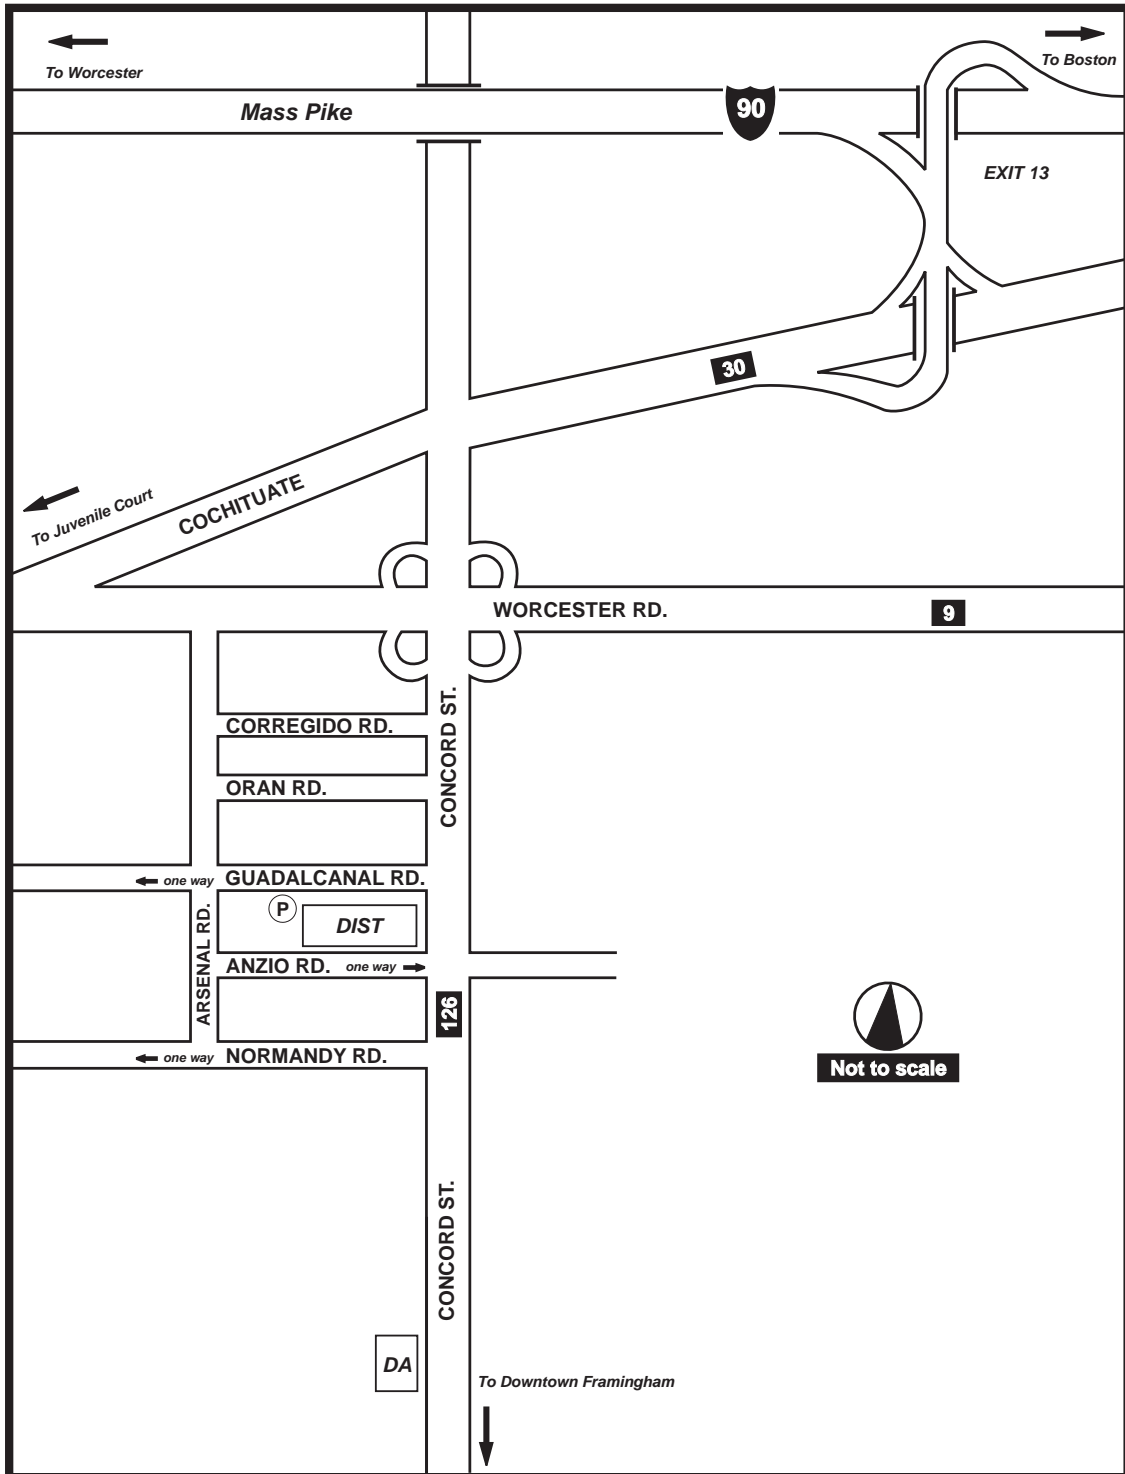 To Worcester
To Boston
Mass Pike
90
EXIT 13
30
COCHITUATE
To Juvenile Court
WORCESTER RD.
9
CONCORD ST.
CORREGIDO RD.
ORAN RD.
one way
GUADALCANAL RD.
P
DIST
ARSENAL RD.
ANZIO RD.
one way
126
one way
NORMANDY RD.
Not to scale
CONCORD ST.
DA
To Downtown Framingham